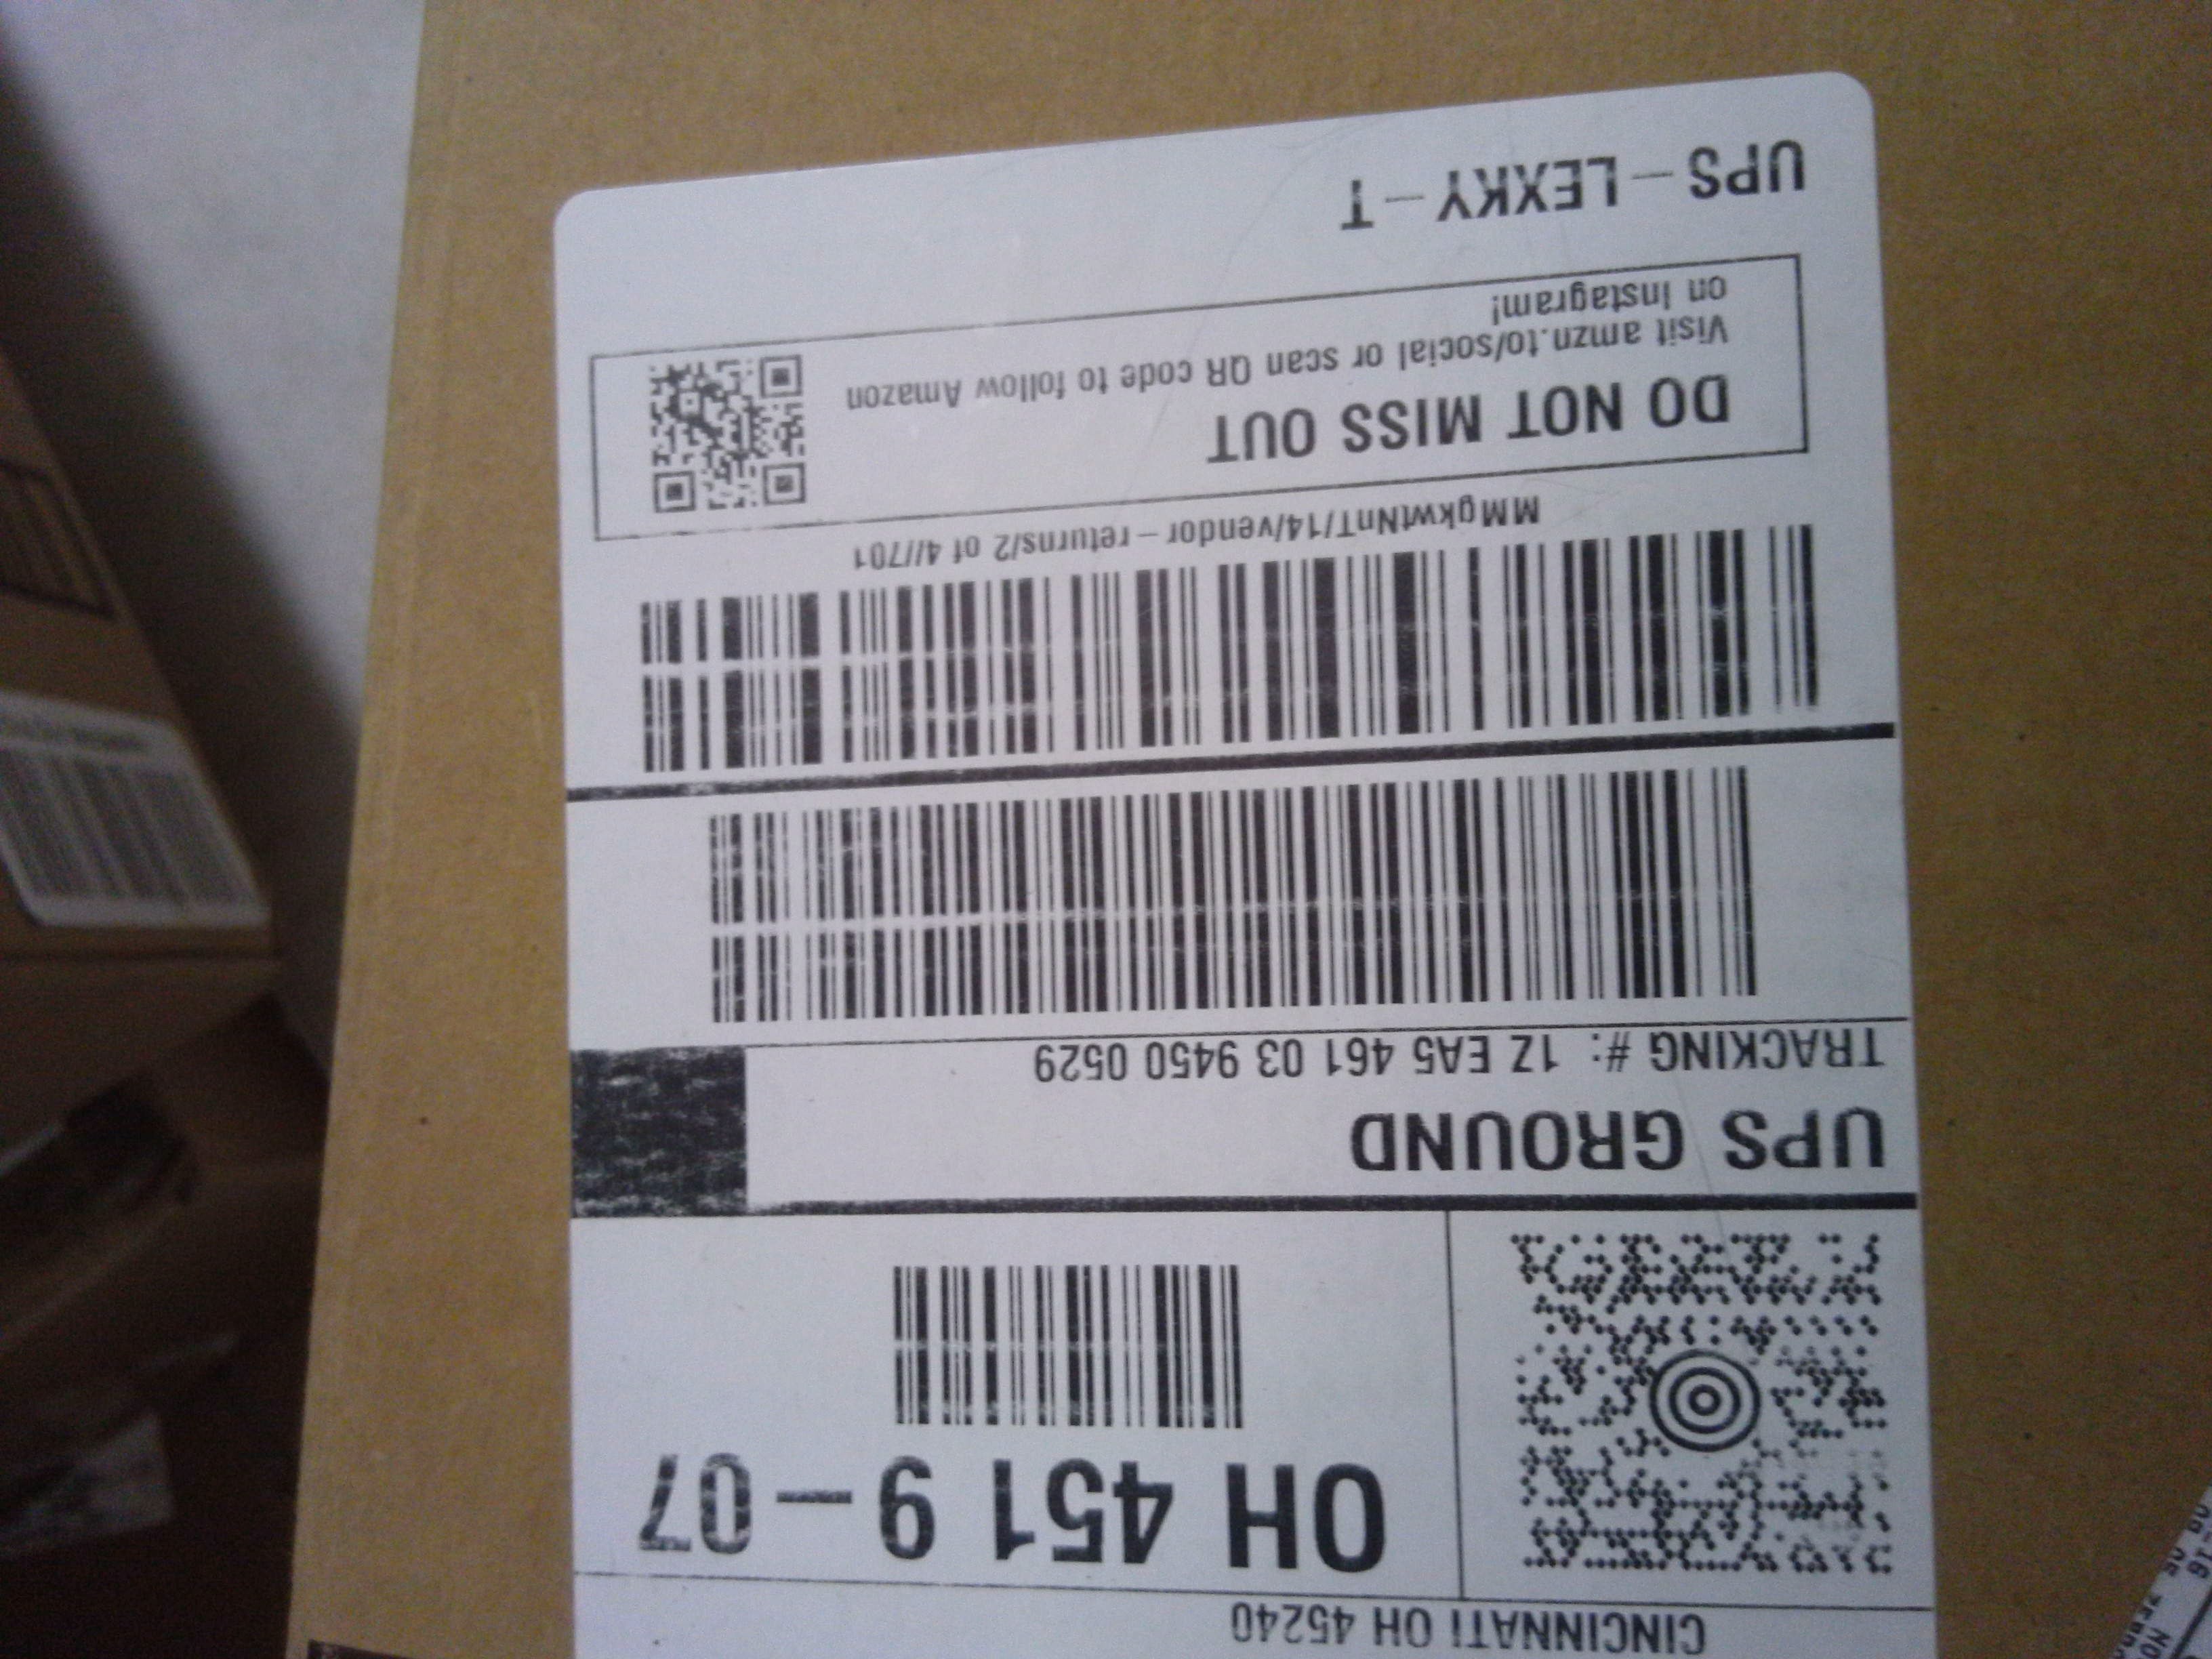 CINCINNATI OH 45240
OH 451 9-07
UPS GROUND
TRACKING #: 1Z EA5 461 03 9450 0529
MMgkwtNnT/14/vendor-returns/2 of 4//701
DO NOT MISS OUT
Visit amzn.to/social or scan QR code to follow Amazon
on Instagram!
UPS-LEXKY-T